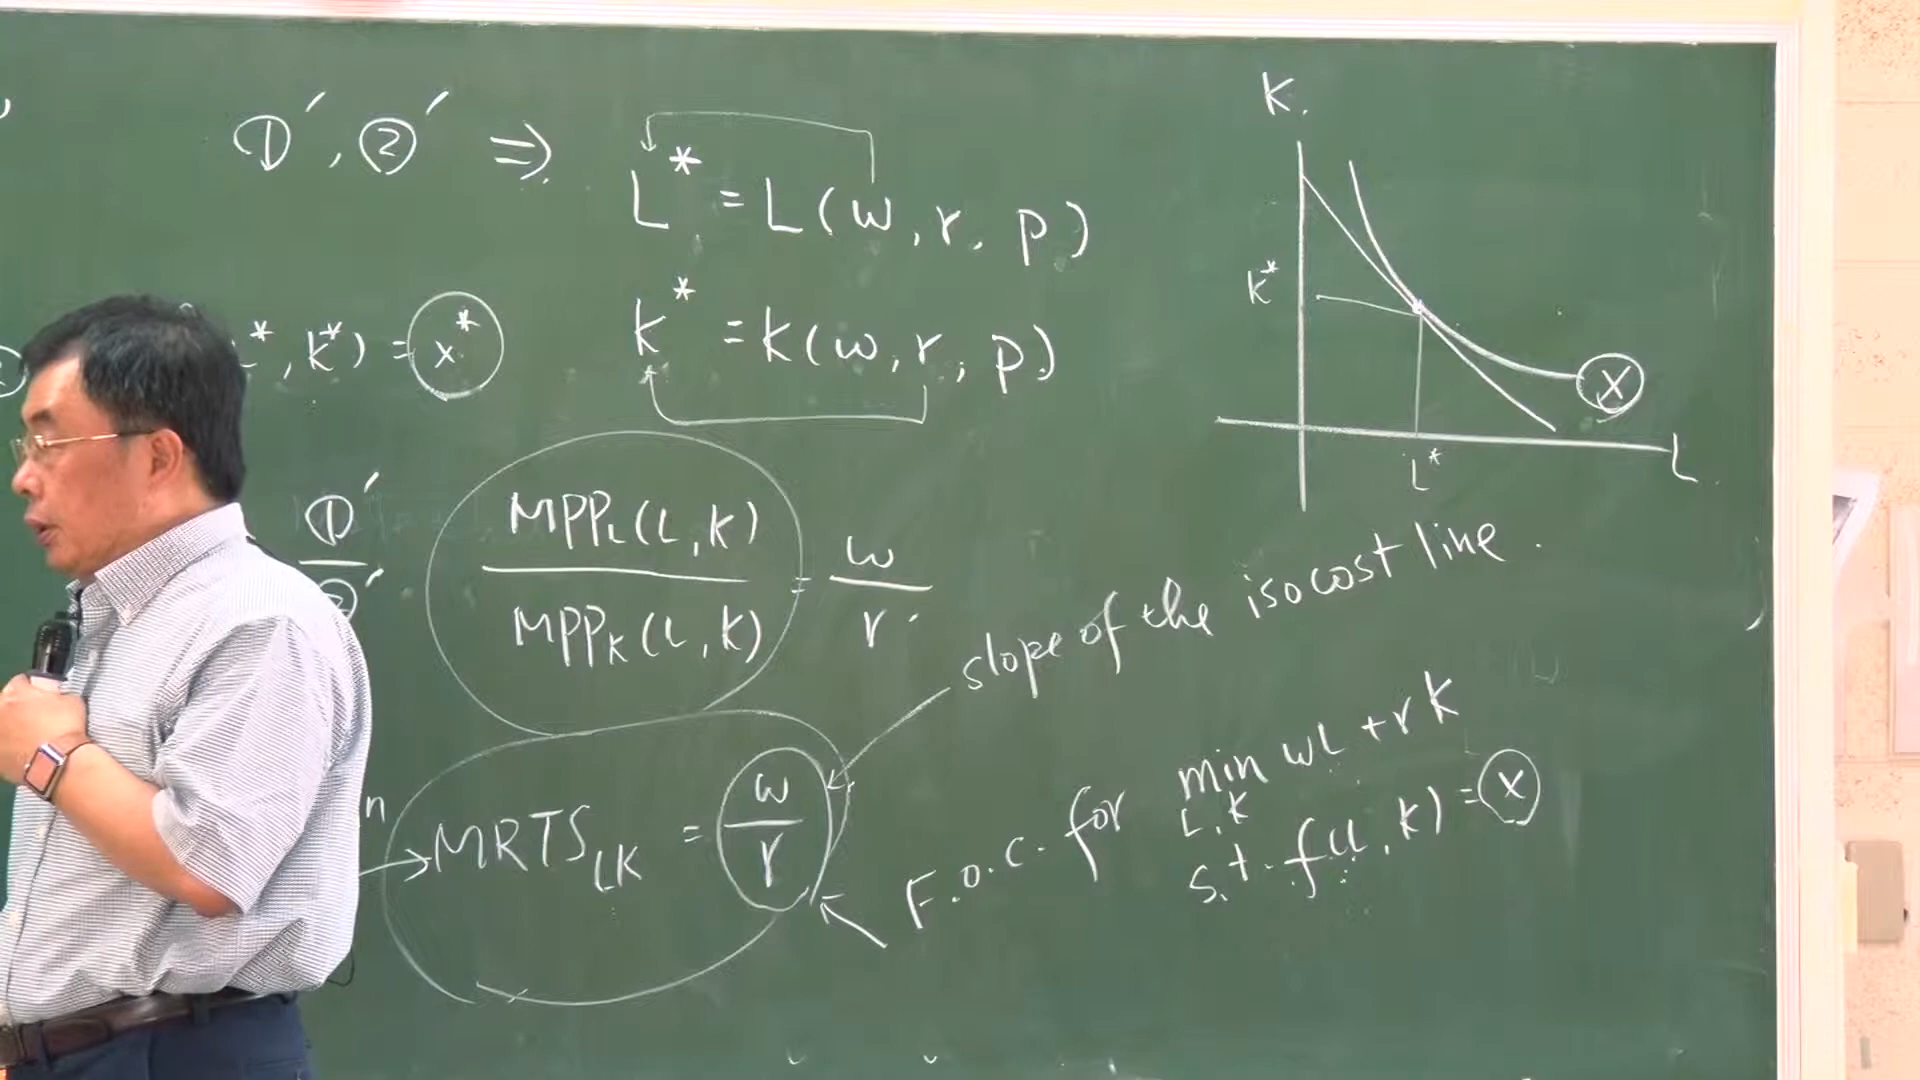 ①′, ②′ ⇒ L* = L(w, r, p)
, K*) = x*
K* = K(w, r, p)
①′
②′
MPP_L(L, K)
MPP_K(L, K)
= w/r
n
→ MRTS_LK = w/r
slope of the isocost line.
F.O.C. for min wL + rK
L, K
s.t. f(L, K) = x
K
K*
L*
L
x